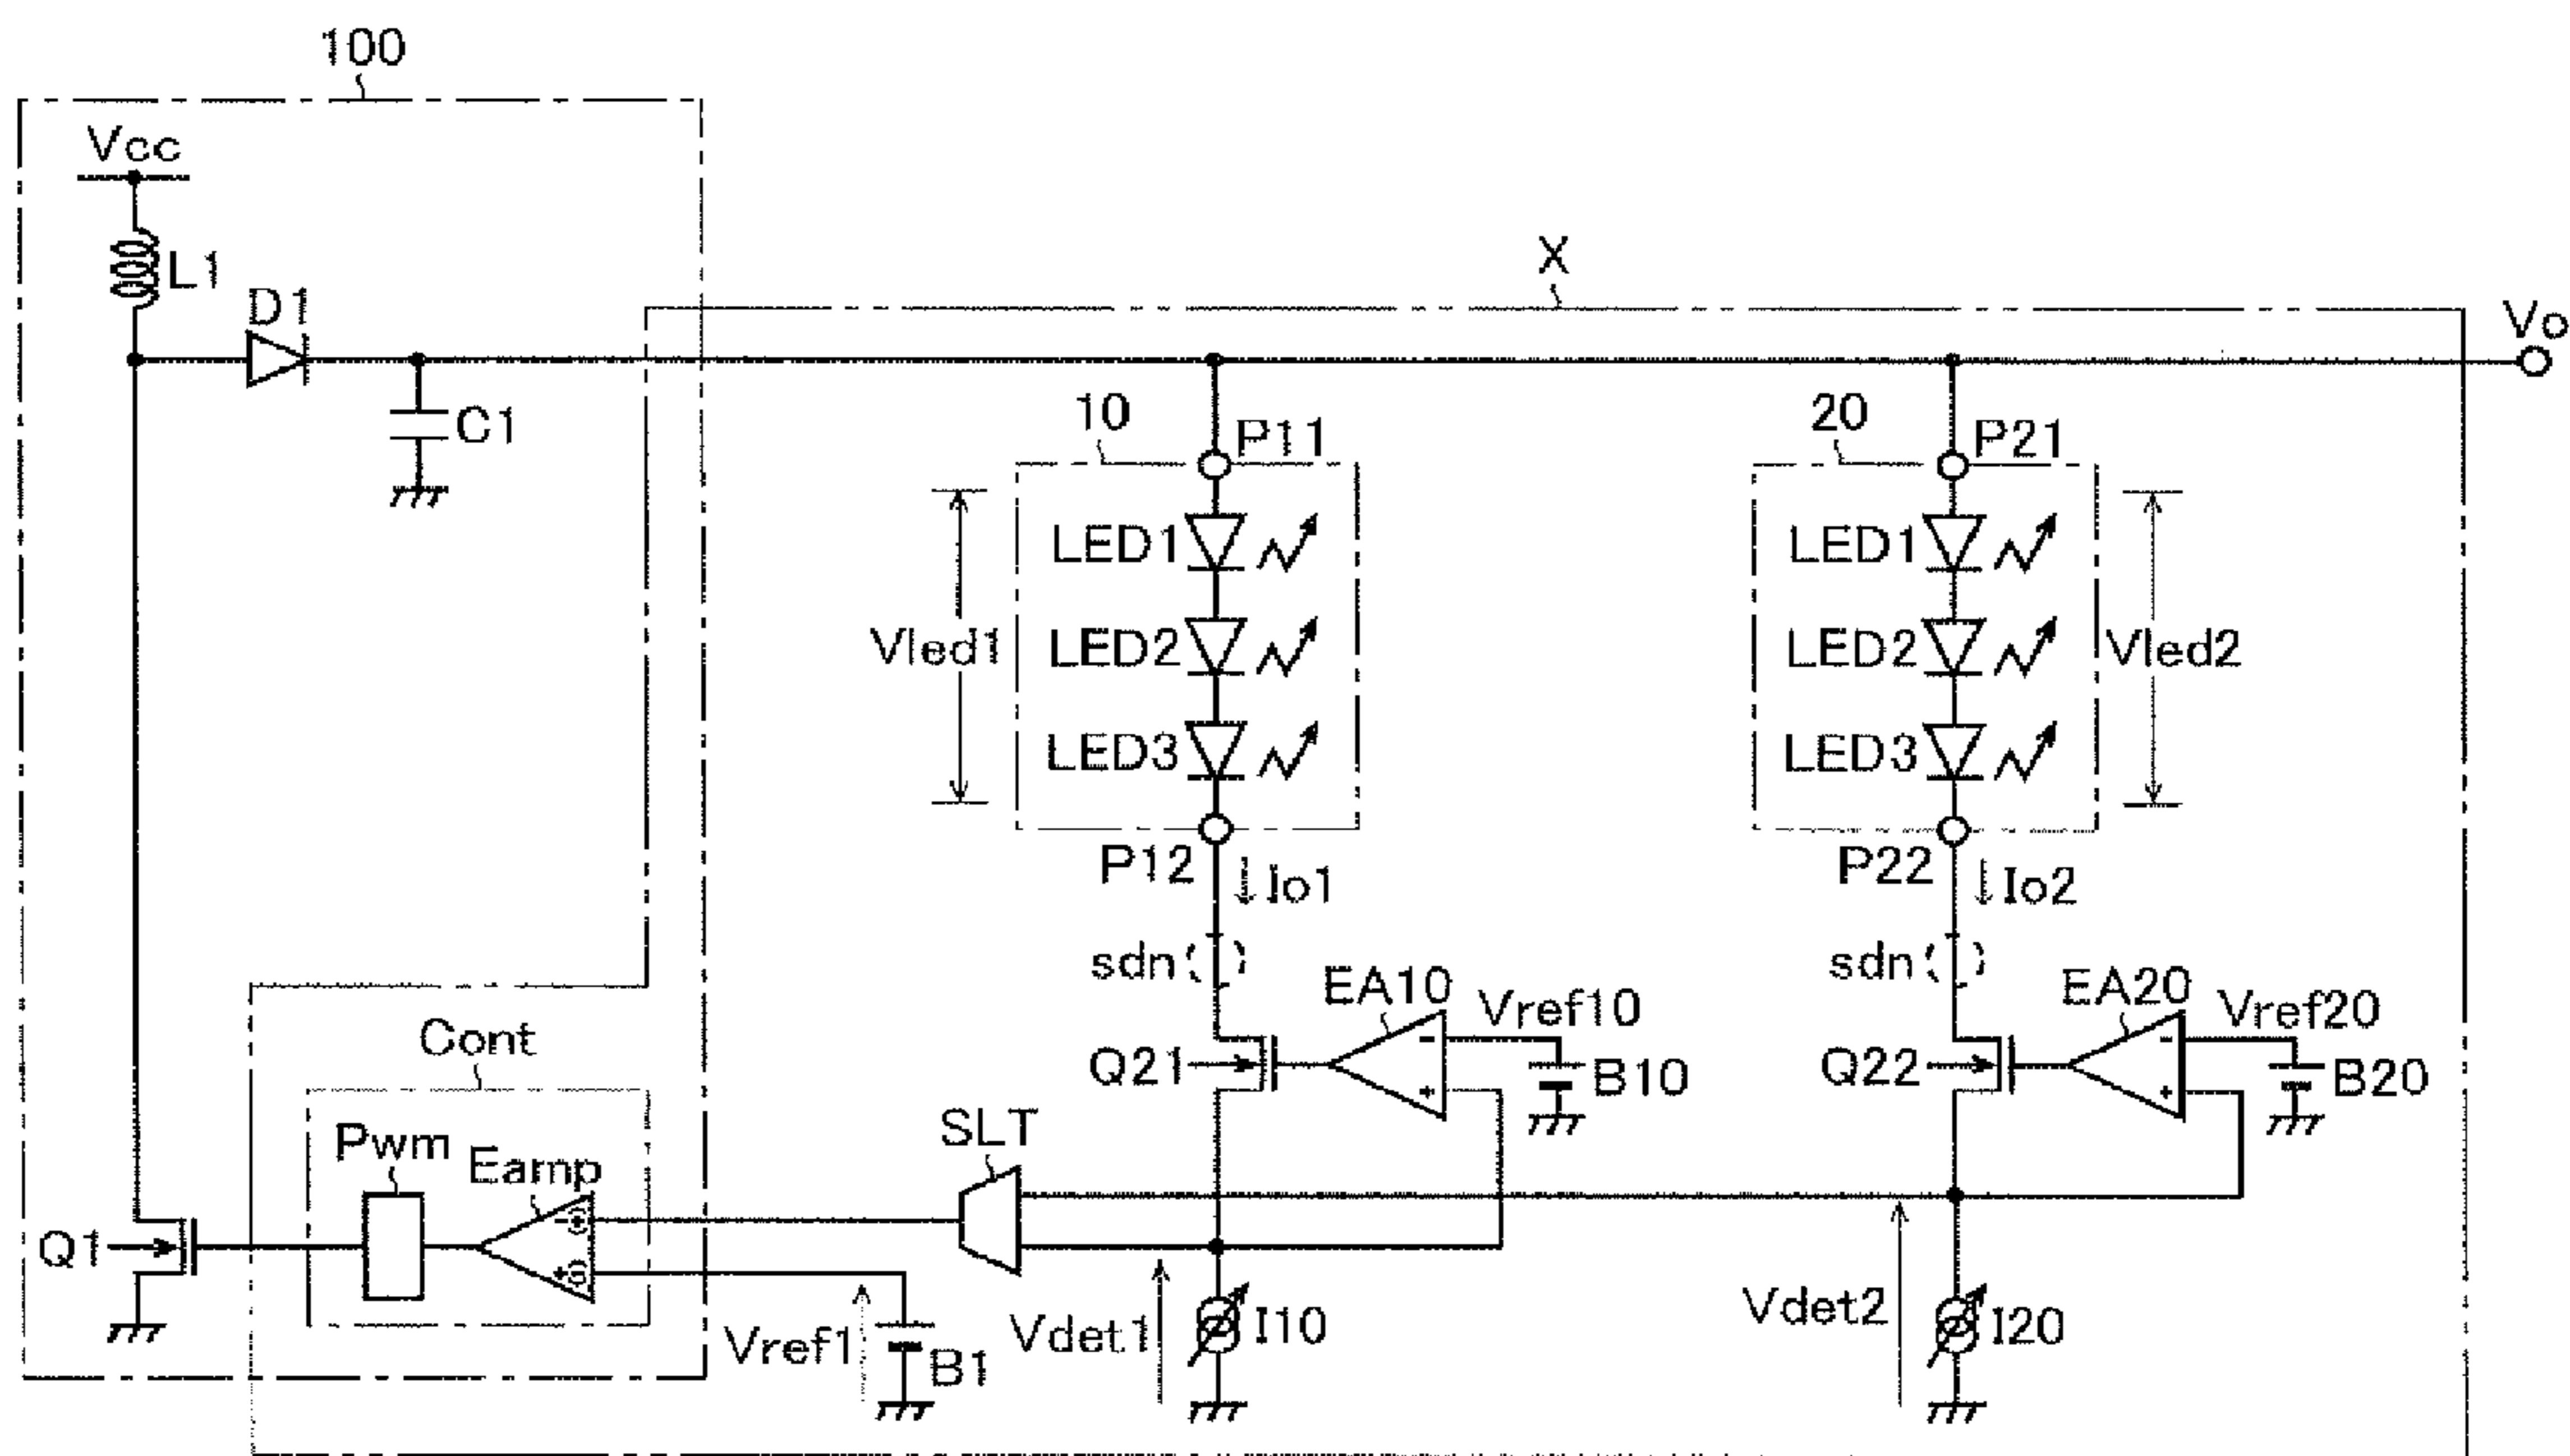 100
Vcc
L1
D1
C1
X
Vo
10
P11
LED1
LED2
LED3
Vled1
P12
Io1
sdn
20
P21
LED1
LED2
LED3
Vled2
P22
Io2
sdn
EA10
Vref10
- +
Q21
B10
EA20
Vref20
- +
Q22
B20
Cont
Pwm
Eamp
-(+)
+(-)
Q1
SLT
Vref1
B1
Vdet1
I10
Vdet2
I20